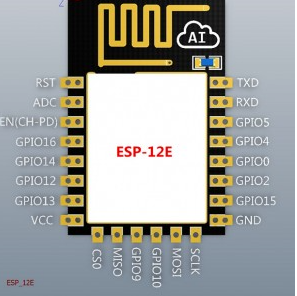 AI
RST
TXD
ADC
RXD
EN(CH-PD)
GPIO5
GPIO16
GPIO4
GPIO14
GPIO0
GPIO12
GPIO2
GPIO13
GPIO15
VCC
GND
ESP-12E
CS0
MISO
GPIO9
GPIO10
MOSI
SCLK
ESP_12E